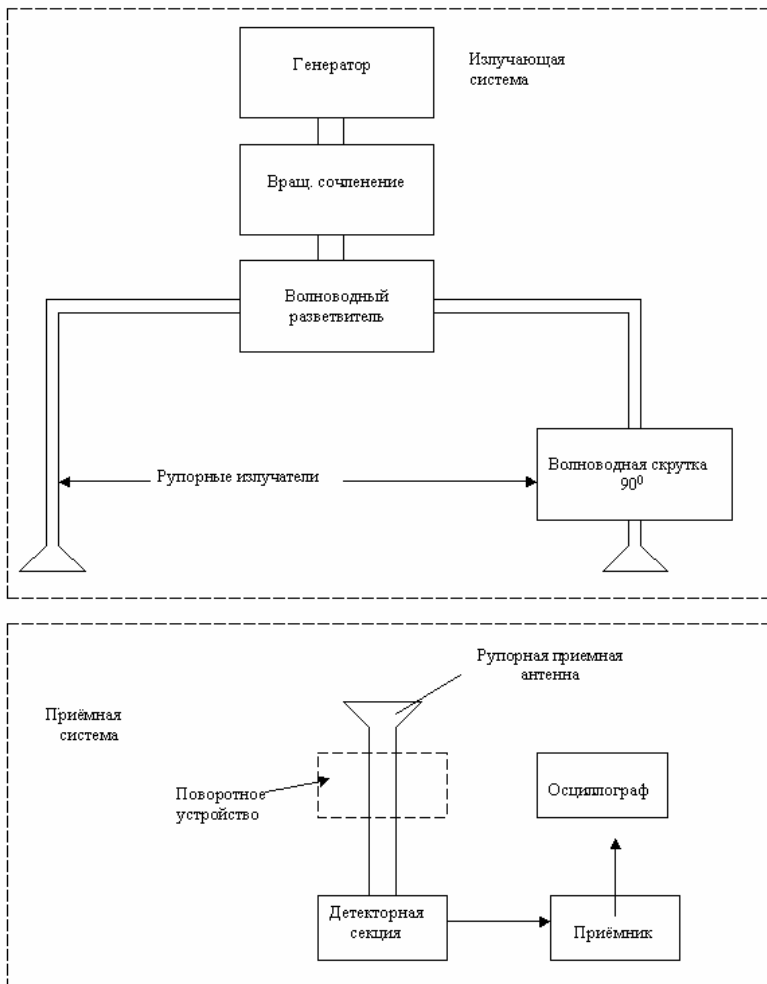 Генератор
Излучающая
система
Вращ. сочленение
Волноводный
разветвитель
Волноводная скрутка
90⁰
Рупорные излучатели
Рупорная приемная
антенна
Приёмная
система
Поворотное
устройство
Осциллограф
Детекторная
секция
Приёмник